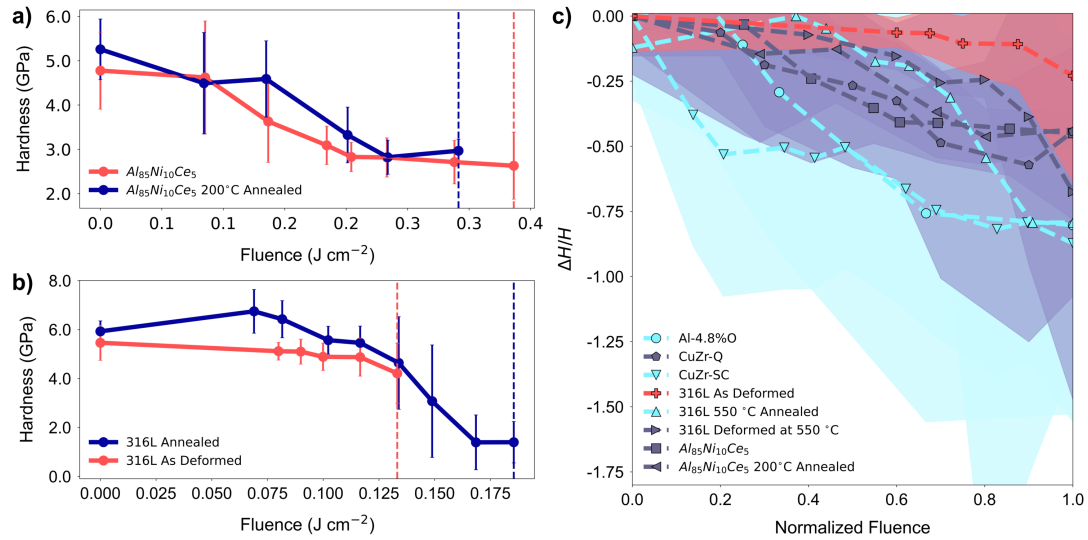 a)
6.0
5.0
4.0
3.0
2.0
Hardness (GPa)
Al₈₅Ni₁₀Ce₅
Al₈₅Ni₁₀Ce₅ 200°C Annealed
0.0
0.1
0.1
0.2
0.2
0.3
0.3
0.4
Fluence (J cm⁻²)
b)
8.0
6.0
4.0
2.0
0.0
Hardness (GPa)
316L Annealed
316L As Deformed
0.000
0.025
0.050
0.075
0.100
0.125
0.150
0.175
Fluence (J cm⁻²)
c)
0.00
-0.25
-0.50
-0.75
-1.00
-1.25
-1.50
-1.75
ΔH/H
Al-4.8%O
CuZr-Q
CuZr-SC
316L As Deformed
316L 550 °C Annealed
316L Deformed at 550 °C
Al₈₅Ni₁₀Ce₅
Al₈₅Ni₁₀Ce₅ 200°C Annealed
0.0
0.2
0.4
0.6
0.8
1.0
Normalized Fluence